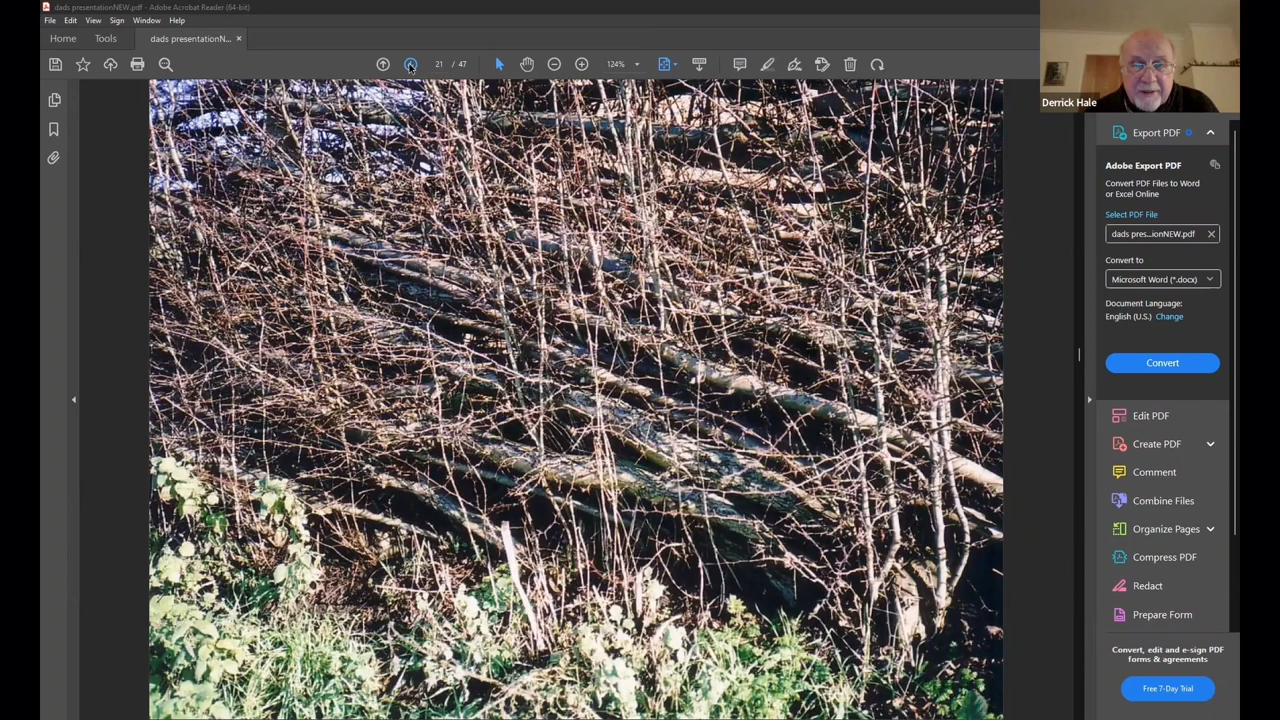 dads presentationNEW.pdf - Adobe Acrobat Reader (64-bit)
File Edit View Sign Window Help
Home Tools dads presentationN... ×
21 / 47 124%
Derrick Hale
Export PDF
Adobe Export PDF
Convert PDF Files to Word
or Excel Online
Select PDF File
dads pres...ionNEW.pdf
Convert to
Microsoft Word (*.docx)
Document Language:
English (U.S.) Change
Convert
Edit PDF
Create PDF
Comment
Combine Files
Organize Pages
Compress PDF
Redact
Prepare Form
Convert, edit and e-sign PDF
forms & agreements
Free 7-Day Trial